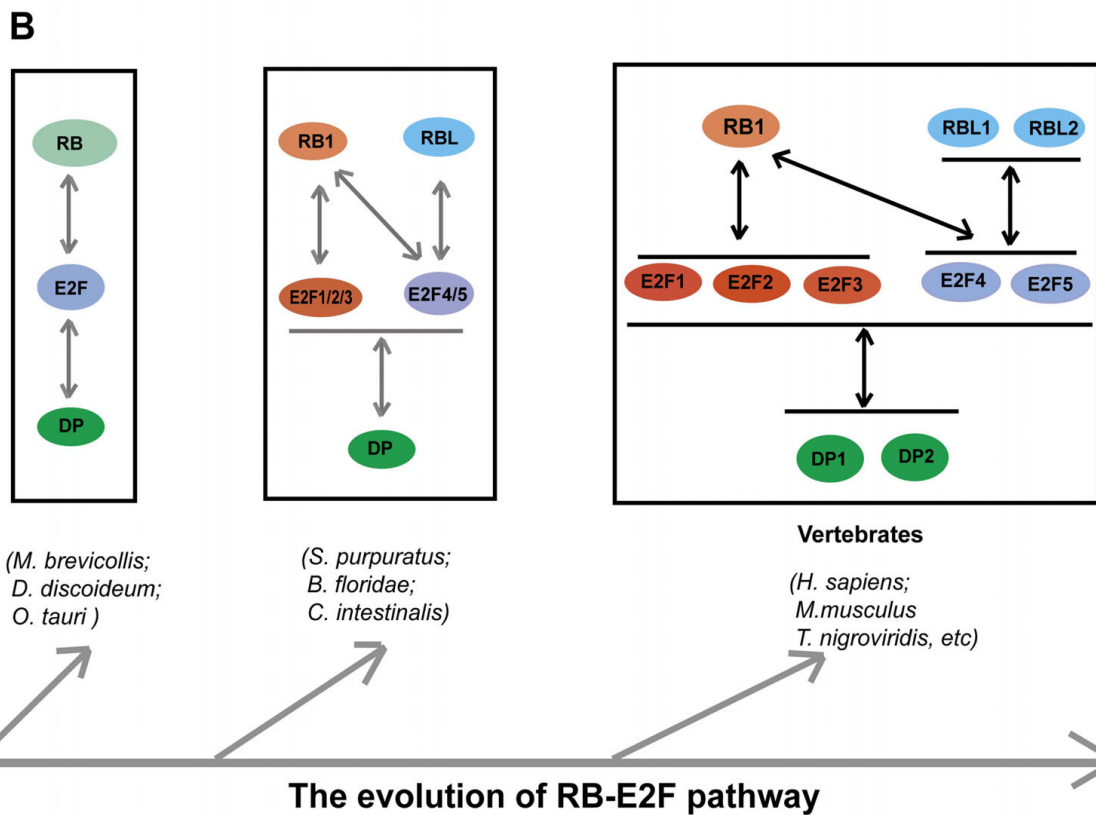 B
RB
E2F
DP
(M. brevicollis;
D. discoideum;
O. tauri )
RB1 RBL
E2F1/2/3 E2F4/5
DP
(S. purpuratus;
B. floridae;
C. intestinalis)
RB1 RBL1 RBL2
E2F1 E2F2 E2F3 E2F4 E2F5
DP1 DP2
Vertebrates
(H. sapiens;
M.musculus
T. nigroviridis, etc)
The evolution of RB-E2F pathway